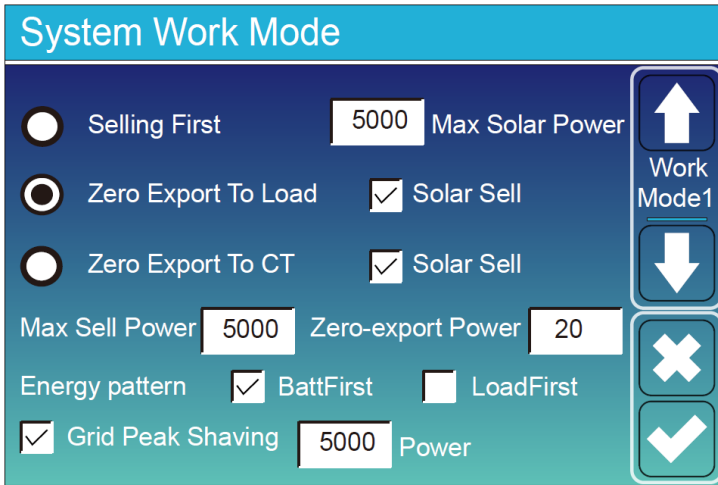 System Work Mode
Selling First 5000 Max Solar Power
Work
Mode1
Zero Export To Load Solar Sell
Zero Export To CT Solar Sell
Max Sell Power 5000 Zero-export Power 20
Energy pattern BattFirst LoadFirst
Grid Peak Shaving 5000 Power